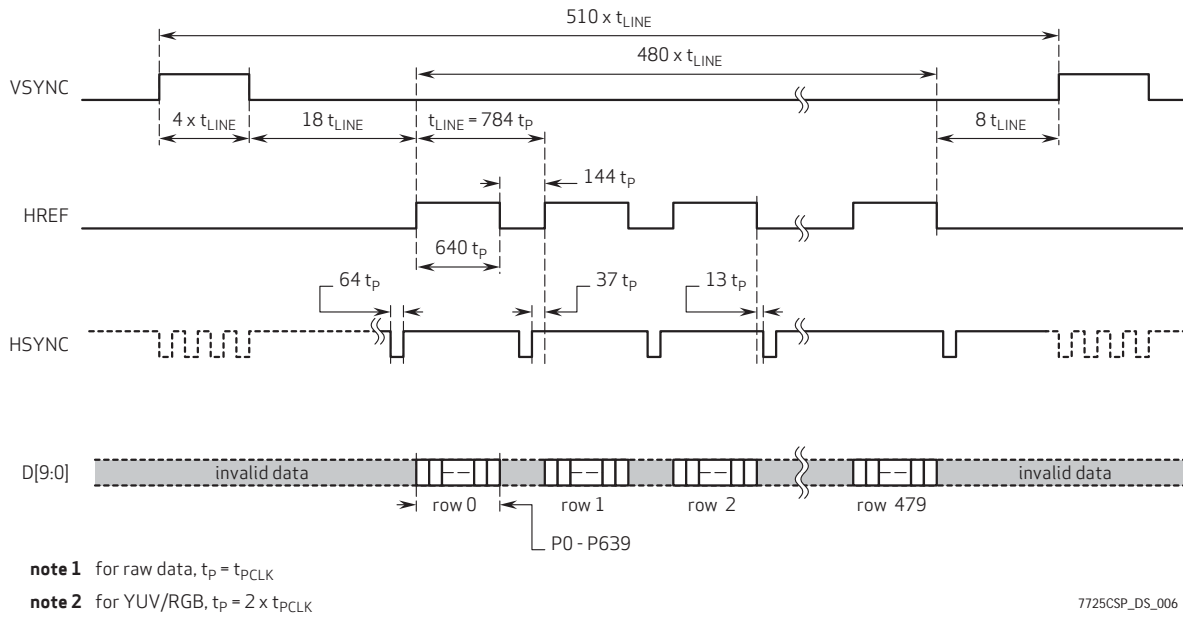 510 x tLINE
480 x tLINE
VSYNC
4 x tLINE
18 tLINE
tLINE = 784 tP
8 tLINE
144 tP
HREF
640 tP
64 tP
37 tP
13 tP
HSYNC
D[9:0]
invalid data
invalid data
row 0
row 1
row 2
row 479
P0 - P639
note 1 for raw data, tP = tPCLK
note 2 for YUV/RGB, tP = 2 x tPCLK
7725CSP_DS_006